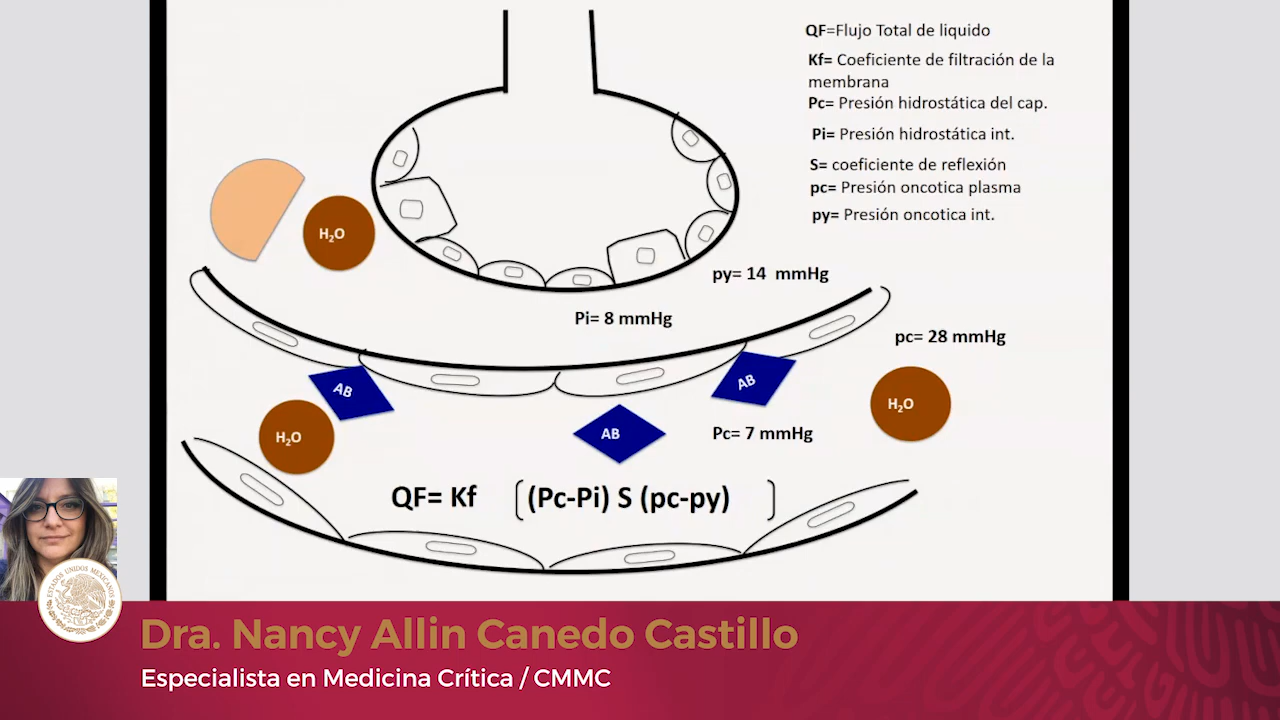 QF=Flujo Total de liquido
Kf= Coeficiente de filtración de la
membrana
Pc= Presión hidrostática del cap.
Pi= Presión hidrostática int.
S= coeficiente de reflexión
pc= Presión oncotica plasma
py= Presión oncotica int.
H₂O
py= 14 mmHg
Pi= 8 mmHg
pc= 28 mmHg
AB
AB
H₂O
H₂O
AB
Pc= 7 mmHg
QF= Kf [(Pc-Pi) S (pc-py) ]
ESTADOS UNIDOS MEXICANOS
Dra. Nancy Allin Canedo Castillo
Especialista en Medicina Crítica / CMMC